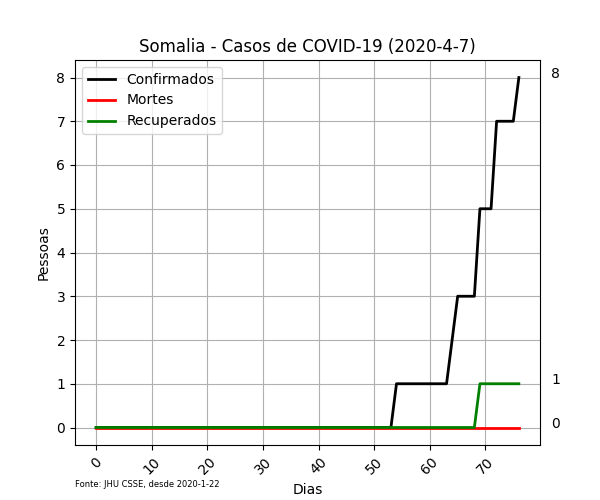 Somalia - Casos de COVID-19 (2020-4-7)
Confirmados
Mortes
Recuperados
8
7
6
5
4
3
2
1
0
Pessoas
8
1
0
0
10
20
30
40
50
60
70
Dias
Fonte: JHU CSSE, desde 2020-1-22